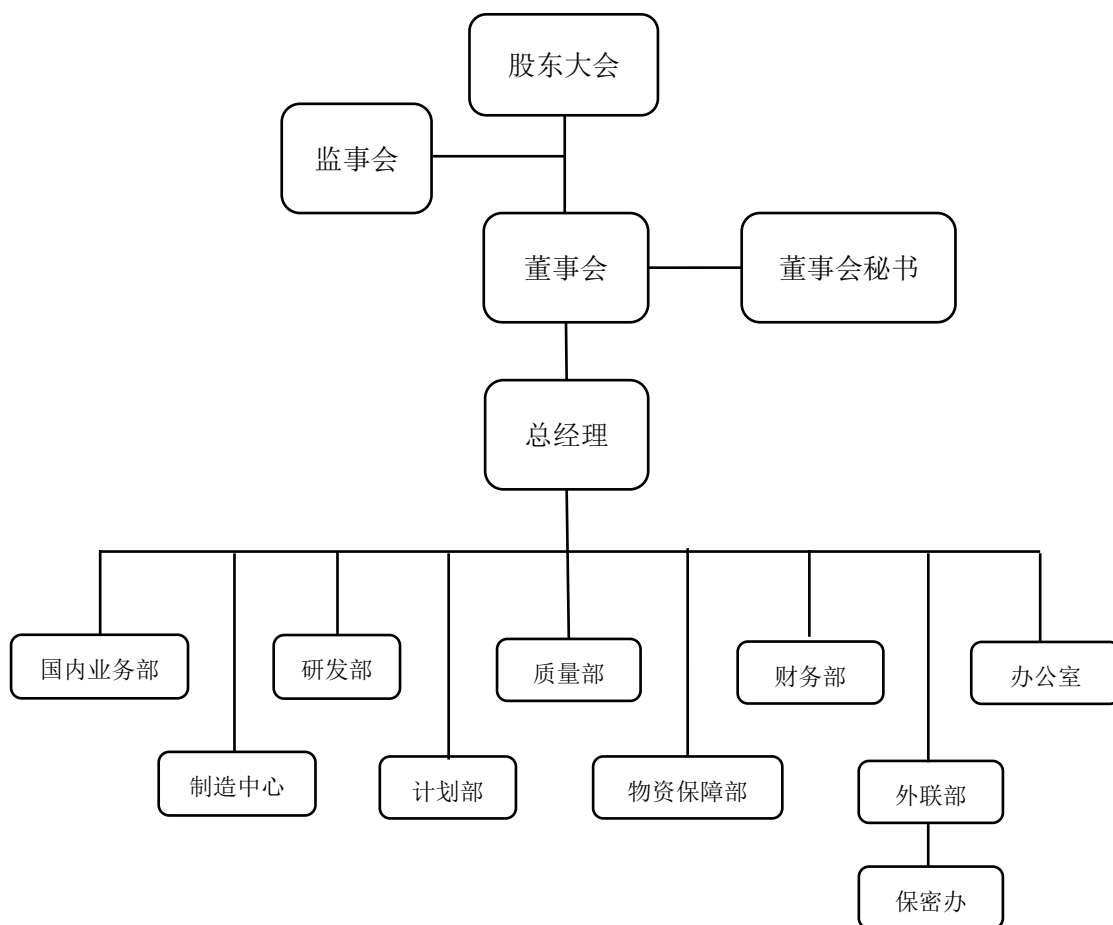 股东大会
监事会
董事会
董事会秘书
总经理
国内业务部
研发部
质量部
财务部
办公室
制造中心
计划部
物资保障部
外联部
保密办